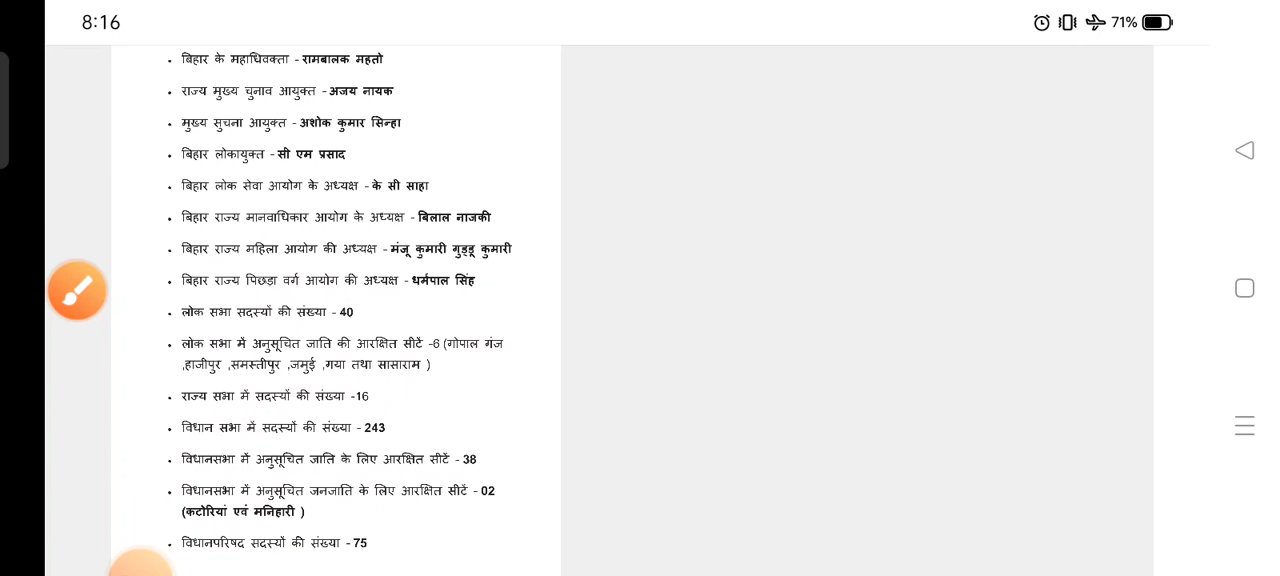 8:16
71%
• बिहार के महाधिवक्ता - रामबालक महतो
• राज्य मुख्य चुनाव आयुक्त - अजय नायक
• मुख्य सुचना आयुक्त - अशोक कुमार सिन्हा
• बिहार लोकायुक्त - सी एम प्रसाद
• बिहार लोक सेवा आयोग के अध्यक्ष - के सी साहा
• बिहार राज्य मानवाधिकार आयोग के अध्यक्ष - बिलाल नाजकी
• बिहार राज्य महिला आयोग की अध्यक्ष - मंजू कुमारी गुड्डू कुमारी
• बिहार राज्य पिछड़ा वर्ग आयोग की अध्यक्ष - धर्मपाल सिंह
• लोक सभा सदस्यों की संख्या - 40
• लोक सभा में अनुसूचित जाति की आरक्षित सीटें -6 (गोपाल गंज
,हाजीपुर ,समस्तीपुर ,जमुई ,गया तथा सासाराम )
• राज्य सभा में सदस्यों की संख्या -16
• विधान सभा में सदस्यों की संख्या - 243
• विधानसभा में अनुसूचित जाति के लिए आरक्षित सीटें - 38
• विधानसभा में अनुसूचित जनजाति के लिए आरक्षित सीटें - 02
(कटोरियां एवं मनिहारी )
• विधानपरिषद सदस्यों की संख्या - 75